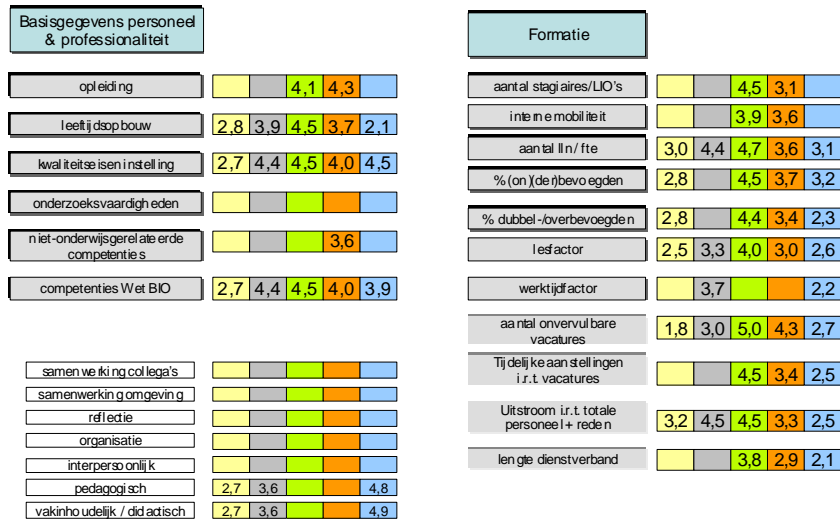 Basisgegevens personeel
& professionaliteit
opleiding 4,1 4,3
leeftijdsopbouw 2,8 3,9 4,5 3,7 2,1
kwaliteitseisen instelling 2,7 4,4 4,5 4,0 4,5
onderzoeksvaardigheden
niet-onderwijsgerelateerde
competenties 3,6
competenties Wet BIO 2,7 4,4 4,5 4,0 3,9
samenwerking collega's
samenwerking omgeving
reflectie
organisatie
interpersoonlijk
pedagogisch 2,7 3,6 4,8
vakinhoudelijk / didactisch 2,7 3,6 4,9
Formatie
aantal stagiaires/LIO's 4,5 3,1
interne mobiliteit 3,9 3,6
aantal lln/fte 3,0 4,4 4,7 3,6 3,1
%(on)(der)bevoegden 2,8 4,5 3,7 3,2
% dubbel-/overbevoegden 2,8 4,4 3,4 2,3
lesfactor 2,5 3,3 4,0 3,0 2,6
werktijdfactor 3,7 2,2
aantal onvervulbare
vacatures 1,8 3,0 5,0 4,3 2,7
Tijdelijke aanstellingen
i.r.t. vacatures 4,5 3,4 2,5
Uitstroom i.r.t. totale
personeel + reden 3,2 4,5 4,5 3,3 2,5
lengte dienstverband 3,8 2,9 2,1